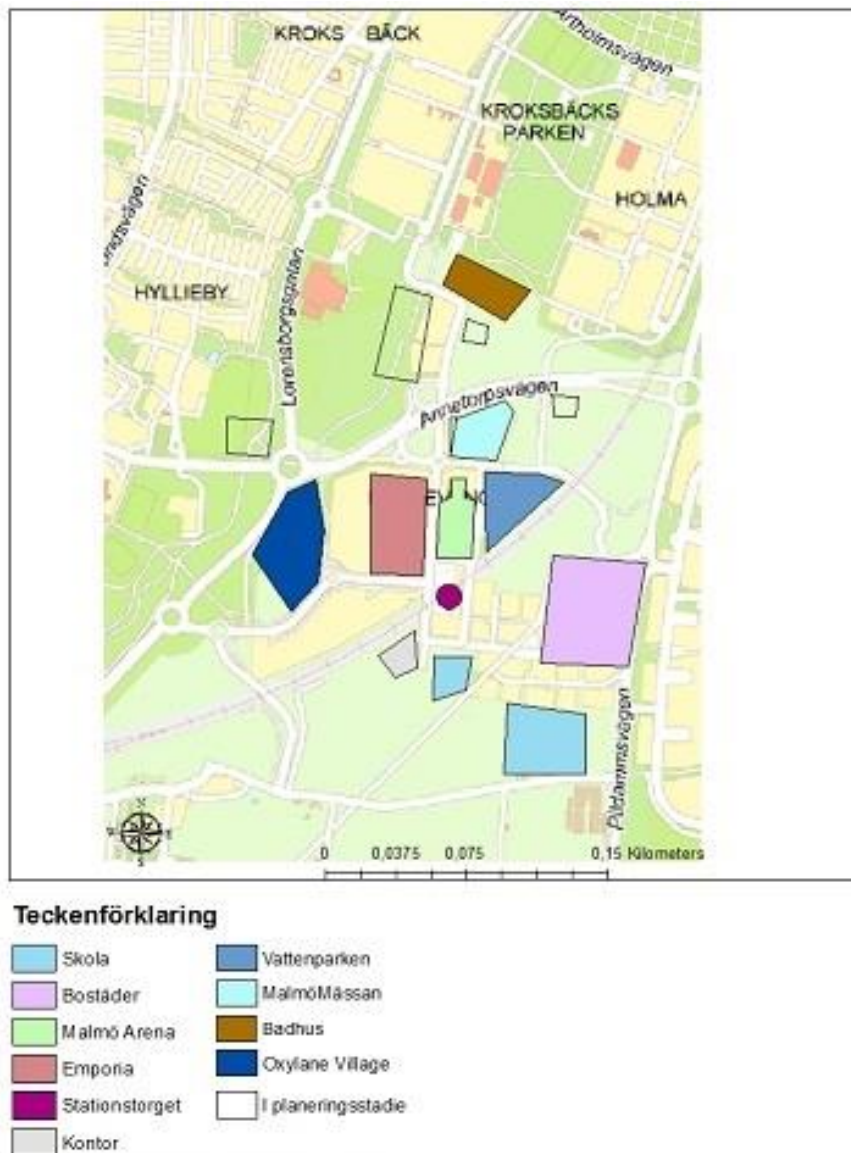 KROKS BÄCK
Artholmsvägen
KROKSBÄCKS
PARKEN
HOLMA
HYLLIEBY
Lorensborgsgatan
Annetorpsvägen
Pildammsvägen
N
S
0 0,0375 0,075 0,15 Kilometers
Teckenförklaring
Skola
Bostäder
Malmö Arena
Emporia
Stationstorget
Kontor
Vattenparken
MalmöMässan
Badhus
Oxylane Village
I planeringsstadie